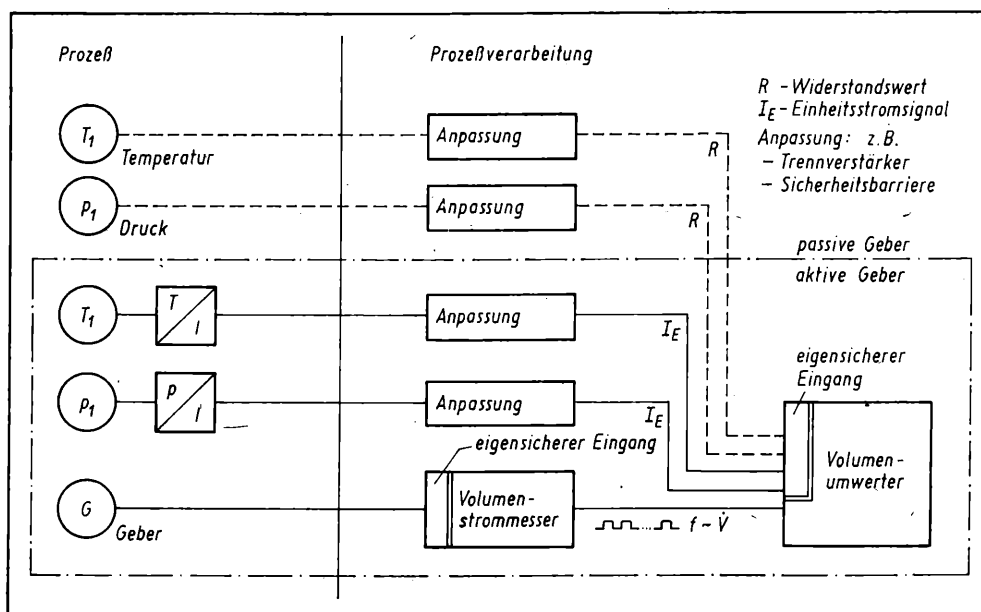 Prozeß
Prozeßverarbeitung
R - Widerstandswert
I_E - Einheitsstromsignal
Anpassung: z.B.
- Trennverstärker
- Sicherheitsbarriere
T₁
Temperatur
Anpassung
R
p₁
Druck
Anpassung
R
passive Geber
aktive Geber
T₁
T
I
Anpassung
I_E
eigensicherer
Eingang
p₁
p
I
Anpassung
I_E
eigensicherer Eingang
Volumen-
umwerter
G
Geber
Volumen-
strommesser
... f ~ V̇